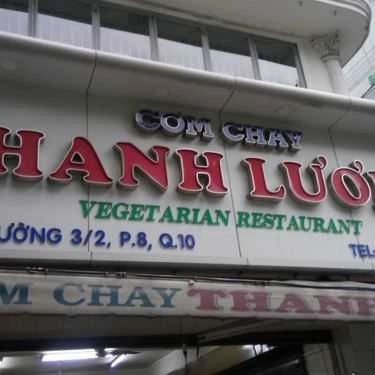 CƠM CHAY
HANH LƯƠ
VEGETARIAN RESTAURANT
ƯỜNG 3/2, P.8, Q.10 TEL
M CHAY THANH